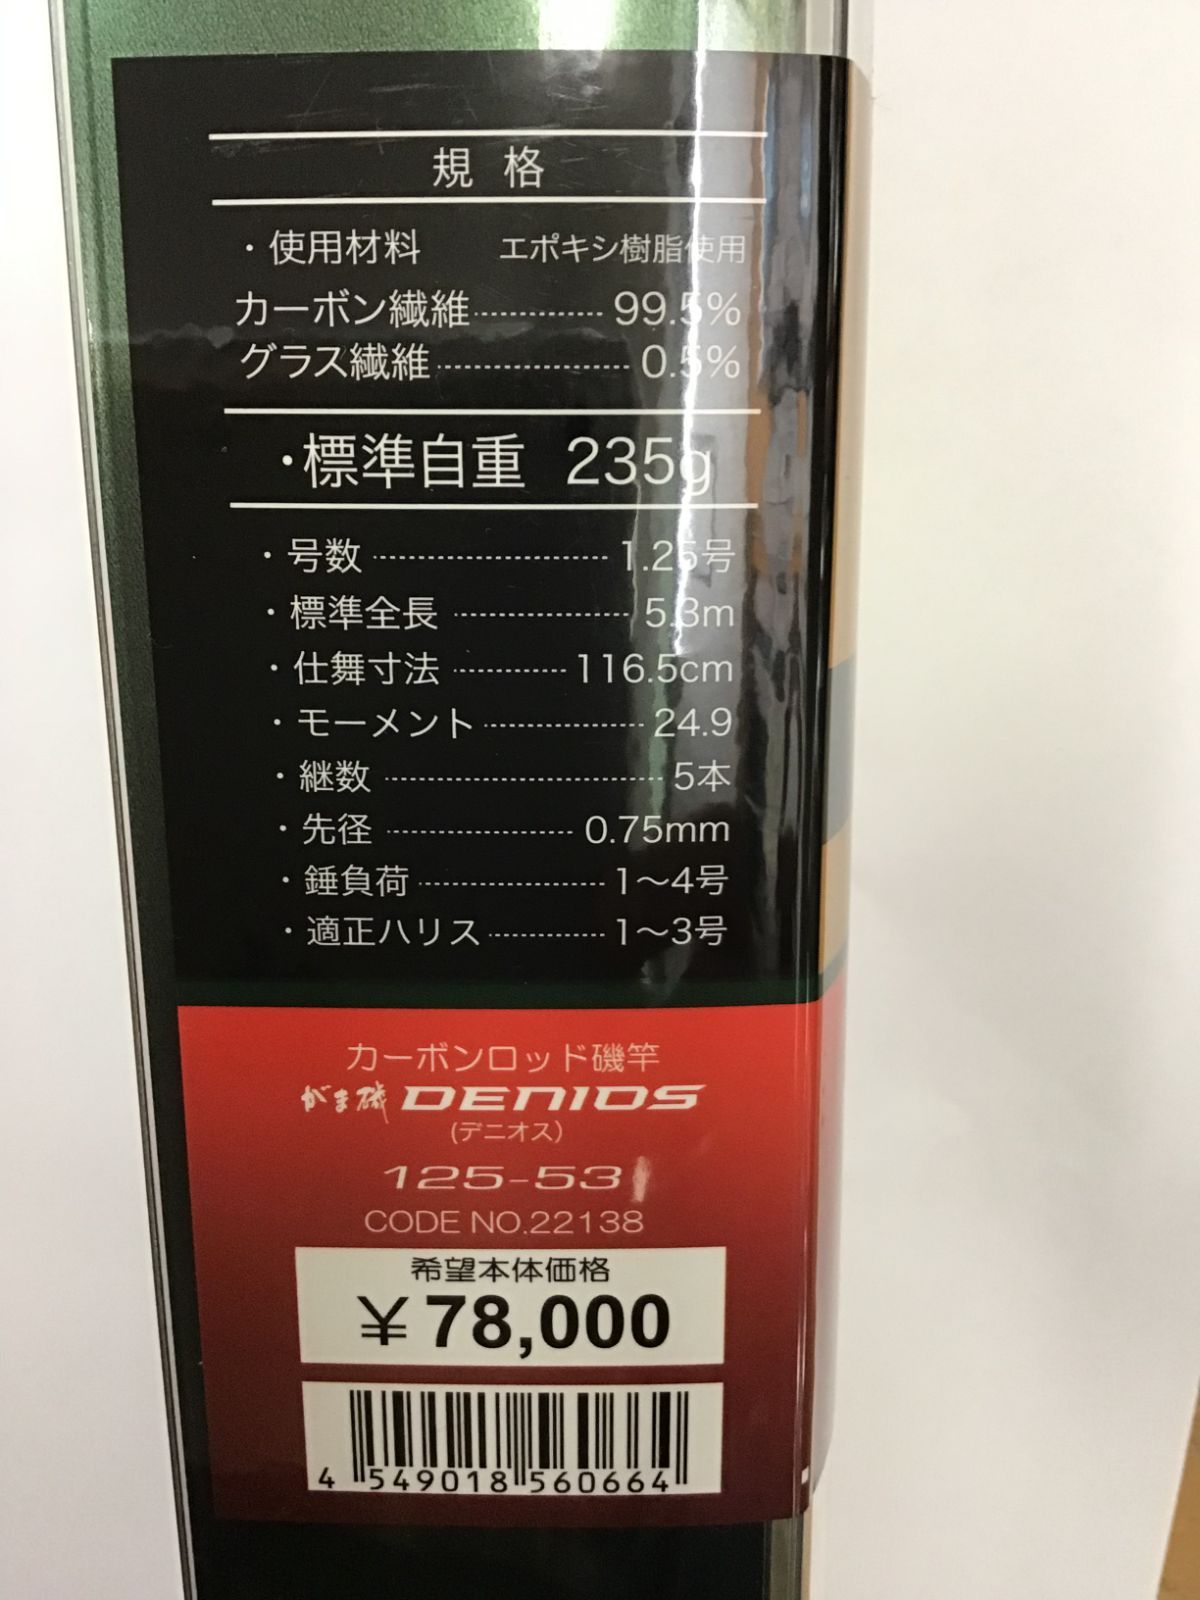 規 格
・使用材料 エポキシ樹脂使用
カーボン繊維 99.5%
グラス繊維 0.5%
・標準自重 235g
・号数 1.25号
・標準全長 5.3m
・仕舞寸法 116.5cm
・モーメント 24.9
・継数 5本
・先径 0.75mm
・錘負荷 1〜4号
・適正ハリス 1〜3号
カーボンロッド磯竿
がま磯 DENIOS
(デニオス)
125-53
CODE NO.22138
希望本体価格
¥78,000
4 549018 560664